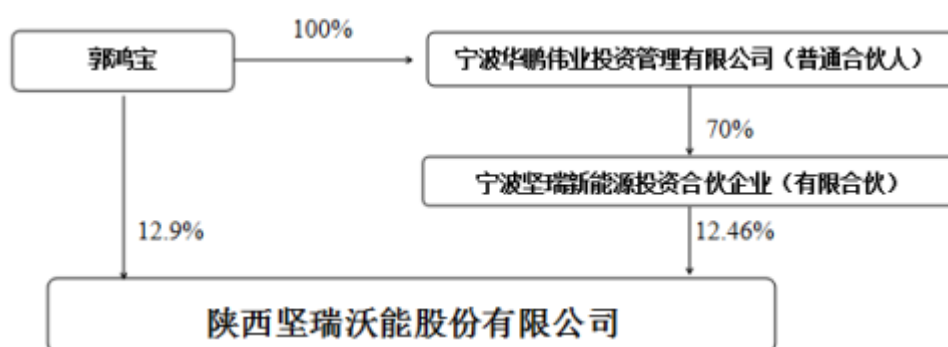 100%
郭鸿宝
宁波华鹏伟业投资管理有限公司（普通合伙人）
70%
宁波坚瑞新能源投资合伙企业（有限合伙）
12.9%
12.46%
陕西坚瑞沃能股份有限公司